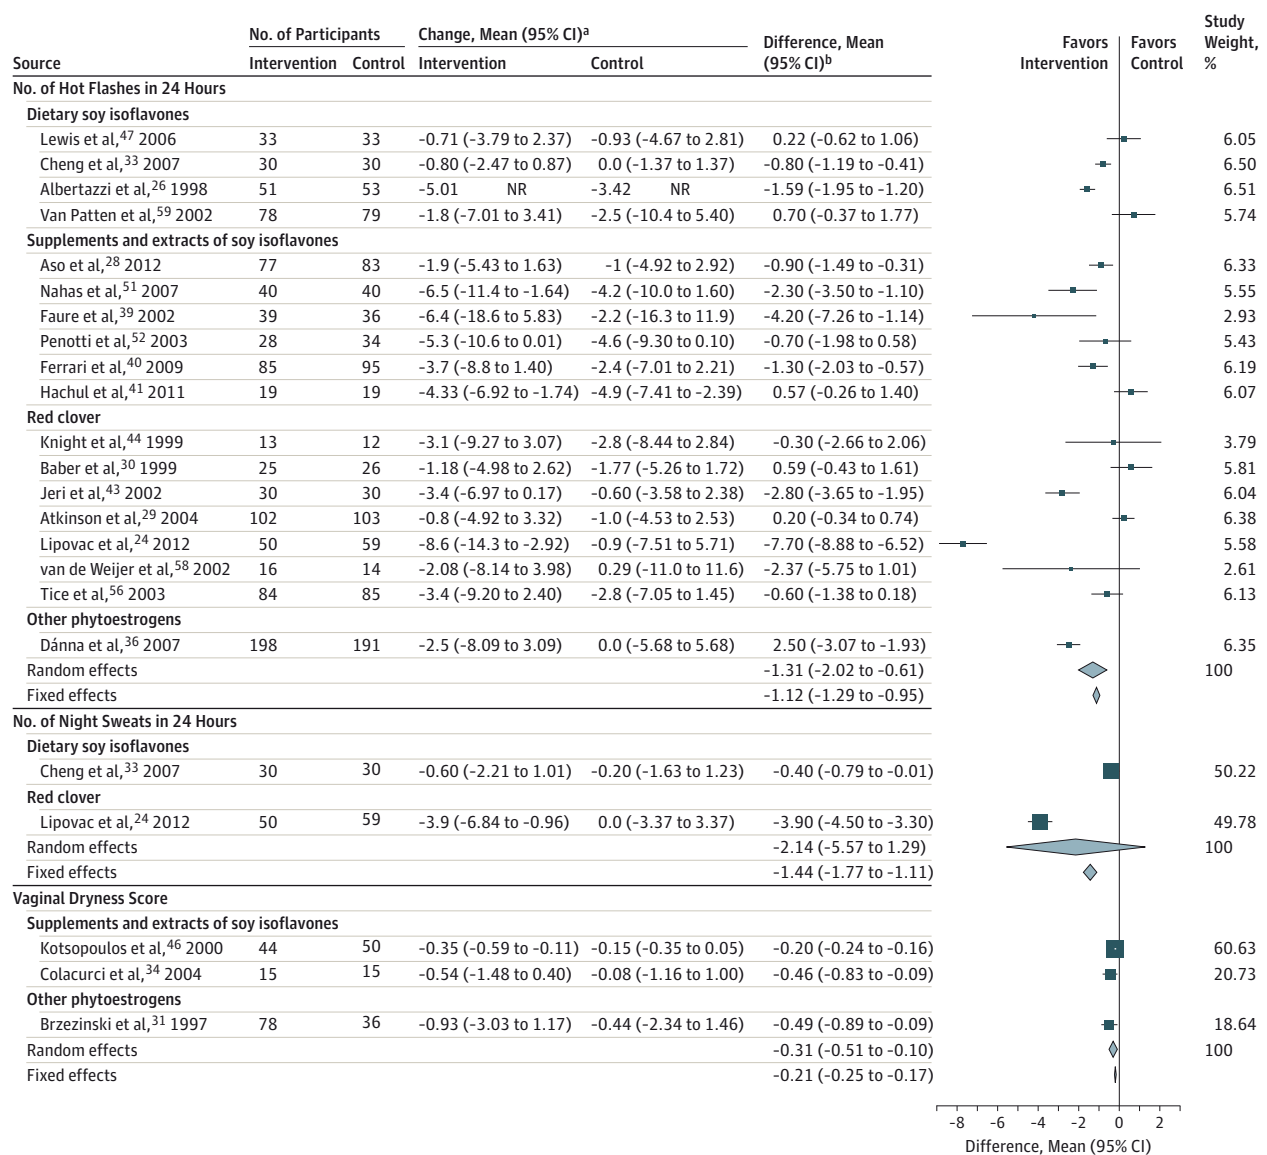 No. of Participants Change, Mean (95% CI)a Difference, Mean (95% CI)b Favors Intervention Favors Control Study Weight, %
Source Intervention Control Intervention Control
No. of Hot Flashes in 24 Hours
Dietary soy isoflavones
Lewis et al,47 2006 33 33 -0.71 (-3.79 to 2.37) -0.93 (-4.67 to 2.81) 0.22 (-0.62 to 1.06) 6.05
Cheng et al,33 2007 30 30 -0.80 (-2.47 to 0.87) 0.0 (-1.37 to 1.37) -0.80 (-1.19 to -0.41) 6.50
Albertazzi et al,26 1998 51 53 -5.01 NR -3.42 NR -1.59 (-1.95 to -1.20) 6.51
Van Patten et al,59 2002 78 79 -1.8 (-7.01 to 3.41) -2.5 (-10.4 to 5.40) 0.70 (-0.37 to 1.77) 5.74
Supplements and extracts of soy isoflavones
Aso et al,28 2012 77 83 -1.9 (-5.43 to 1.63) -1 (-4.92 to 2.92) -0.90 (-1.49 to -0.31) 6.33
Nahas et al,51 2007 40 40 -6.5 (-11.4 to -1.64) -4.2 (-10.0 to 1.60) -2.30 (-3.50 to -1.10) 5.55
Faure et al,39 2002 39 36 -6.4 (-18.6 to 5.83) -2.2 (-16.3 to 11.9) -4.20 (-7.26 to -1.14) 2.93
Penotti et al,52 2003 28 34 -5.3 (-10.6 to 0.01) -4.6 (-9.30 to 0.10) -0.70 (-1.98 to 0.58) 5.43
Ferrari et al,40 2009 85 95 -3.7 (-8.8 to 1.40) -2.4 (-7.01 to 2.21) -1.30 (-2.03 to -0.57) 6.19
Hachul et al,41 2011 19 19 -4.33 (-6.92 to -1.74) -4.9 (-7.41 to -2.39) 0.57 (-0.26 to 1.40) 6.07
Red clover
Knight et al,44 1999 13 12 -3.1 (-9.27 to 3.07) -2.8 (-8.44 to 2.84) -0.30 (-2.66 to 2.06) 3.79
Baber et al,30 1999 25 26 -1.18 (-4.98 to 2.62) -1.77 (-5.26 to 1.72) 0.59 (-0.43 to 1.61) 5.81
Jeri et al,43 2002 30 30 -3.4 (-6.97 to 0.17) -0.60 (-3.58 to 2.38) -2.80 (-3.65 to -1.95) 6.04
Atkinson et al,29 2004 102 103 -0.8 (-4.92 to 3.32) -1.0 (-4.53 to 2.53) 0.20 (-0.34 to 0.74) 6.38
Lipovac et al,24 2012 50 59 -8.6 (-14.3 to -2.92) -0.9 (-7.51 to 5.71) -7.70 (-8.88 to -6.52) 5.58
van de Weijer et al,58 2002 16 14 -2.08 (-8.14 to 3.98) 0.29 (-11.0 to 11.6) -2.37 (-5.75 to 1.01) 2.61
Tice et al,56 2003 84 85 -3.4 (-9.20 to 2.40) -2.8 (-7.05 to 1.45) -0.60 (-1.38 to 0.18) 6.13
Other phytoestrogens
Dánna et al,36 2007 198 191 -2.5 (-8.09 to 3.09) 0.0 (-5.68 to 5.68) 2.50 (-3.07 to -1.93) 6.35
Random effects -1.31 (-2.02 to -0.61) 100
Fixed effects -1.12 (-1.29 to -0.95)
No. of Night Sweats in 24 Hours
Dietary soy isoflavones
Cheng et al,33 2007 30 30 -0.60 (-2.21 to 1.01) -0.20 (-1.63 to 1.23) -0.40 (-0.79 to -0.01) 50.22
Red clover
Lipovac et al,24 2012 50 59 -3.9 (-6.84 to -0.96) 0.0 (-3.37 to 3.37) -3.90 (-4.50 to -3.30) 49.78
Random effects -2.14 (-5.57 to 1.29) 100
Fixed effects -1.44 (-1.77 to -1.11)
Vaginal Dryness Score
Supplements and extracts of soy isoflavones
Kotsopoulos et al,46 2000 44 50 -0.35 (-0.59 to -0.11) -0.15 (-0.35 to 0.05) -0.20 (-0.24 to -0.16) 60.63
Colacurci et al,34 2004 15 15 -0.54 (-1.48 to 0.40) -0.08 (-1.16 to 1.00) -0.46 (-0.83 to -0.09) 20.73
Other phytoestrogens
Brzezinski et al,31 1997 78 36 -0.93 (-3.03 to 1.17) -0.44 (-2.34 to 1.46) -0.49 (-0.89 to -0.09) 18.64
Random effects -0.31 (-0.51 to -0.10) 100
Fixed effects -0.21 (-0.25 to -0.17)
-8 -6 -4 -2 0 2
Difference, Mean (95% CI)